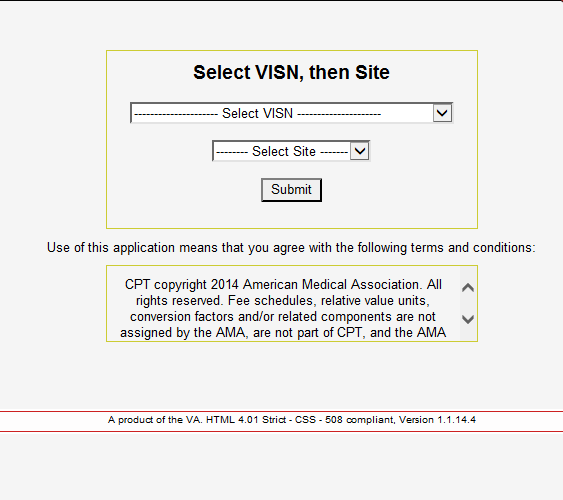 Select VISN, then Site
--------------------- Select VISN ---------------------
-------- Select Site -------
Submit
Use of this application means that you agree with the following terms and conditions:
CPT copyright 2014 American Medical Association. All
rights reserved. Fee schedules, relative value units,
conversion factors and/or related components are not
assigned by the AMA, are not part of CPT, and the AMA
A product of the VA. HTML 4.01 Strict - CSS - 508 compliant, Version 1.1.14.4